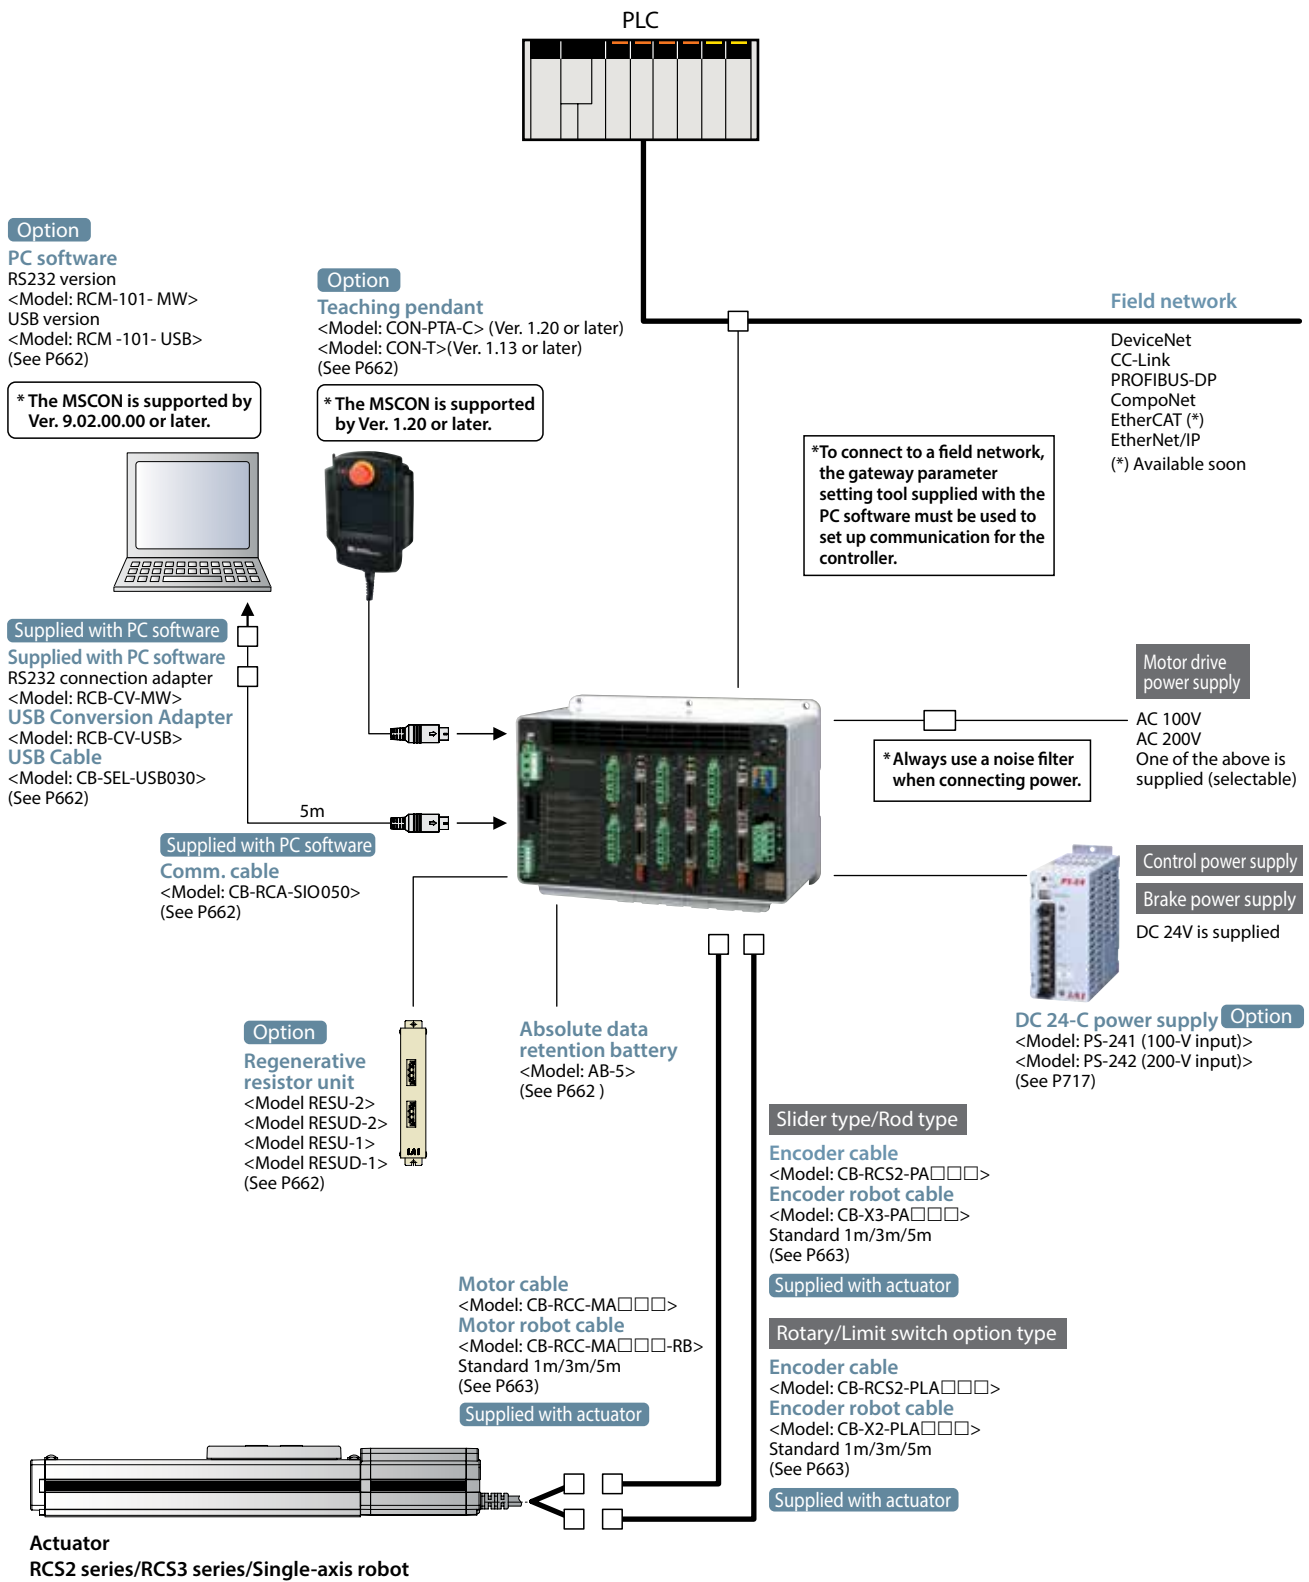 PLC
Option
PC software
RS232 version
<Model: RCM-101- MW>
USB version
<Model: RCM -101- USB>
(See P662)
* The MSCON is supported by
Ver. 9.02.00.00 or later.
Option
Teaching pendant
<Model: CON-PTA-C> (Ver. 1.20 or later)
<Model: CON-T>(Ver. 1.13 or later)
(See P662)
* The MSCON is supported
by Ver. 1.20 or later.
Field network
DeviceNet
CC-Link
PROFIBUS-DP
CompoNet
EtherCAT (*)
EtherNet/IP
(*) Available soon
*To connect to a field network,
the gateway parameter
setting tool supplied with the
PC software must be used to
set up communication for the
controller.
Supplied with PC software
Supplied with PC software
RS232 connection adapter
<Model: RCB-CV-MW>
USB Conversion Adapter
<Model: RCB-CV-USB>
USB Cable
<Model: CB-SEL-USB030>
(See P662)
5m
Supplied with PC software
Comm. cable
<Model: CB-RCA-SIO050>
(See P662)
Motor drive
power supply
AC 100V
AC 200V
One of the above is
supplied (selectable)
* Always use a noise filter
when connecting power.
Control power supply
Brake power supply
DC 24V is supplied
PS-24
IAI
DC 24-C power supply Option
<Model: PS-241 (100-V input)>
<Model: PS-242 (200-V input)>
(See P717)
Option
Regenerative
resistor unit
<Model RESU-2>
<Model RESUD-2>
<Model RESU-1>
<Model RESUD-1>
(See P662)
IAI
Absolute data
retention battery
<Model: AB-5>
(See P662 )
Slider type/Rod type
Encoder cable
<Model: CB-RCS2-PA□□□>
Encoder robot cable
<Model: CB-X3-PA□□□>
Standard 1m/3m/5m
(See P663)
Supplied with actuator
Motor cable
<Model: CB-RCC-MA□□□>
Motor robot cable
<Model: CB-RCC-MA□□□-RB>
Standard 1m/3m/5m
(See P663)
Supplied with actuator
Rotary/Limit switch option type
Encoder cable
<Model: CB-RCS2-PLA□□□>
Encoder robot cable
<Model: CB-X2-PLA□□□>
Standard 1m/3m/5m
(See P663)
Supplied with actuator
Actuator
RCS2 series/RCS3 series/Single-axis robot